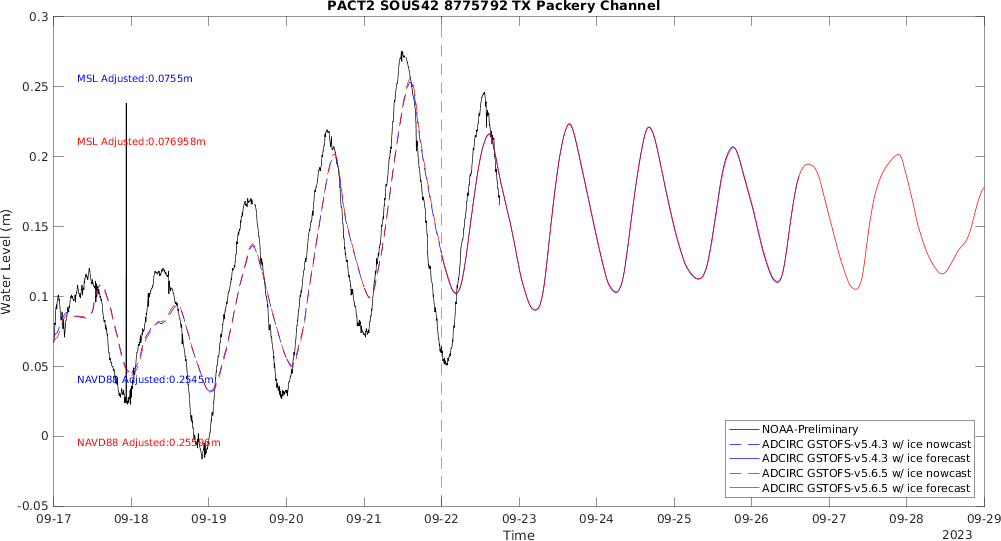 PACT2 SOUS42 8775792 TX Packery Channel
0.3
0.25
0.2
0.15
0.1
0.05
0
-0.05
Water Level (m)
MSL Adjusted:0.0755m
MSL Adjusted:0.076958m
NAVD88 Adjusted:0.2545m
NAVD88 Adjusted:0.25596m
NOAA-Preliminary
ADCIRC GSTOFS-v5.4.3 w/ ice nowcast
ADCIRC GSTOFS-v5.4.3 w/ ice forecast
ADCIRC GSTOFS-v5.6.5 w/ ice nowcast
ADCIRC GSTOFS-v5.6.5 w/ ice forecast
09-17 09-18 09-19 09-20 09-21 09-22 09-23 09-24 09-25 09-26 09-27 09-28 09-29
Time
2023